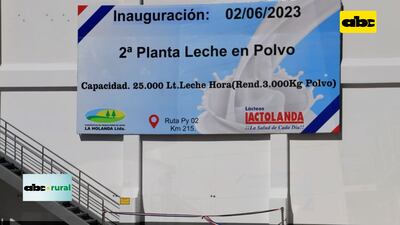 abc
Inauguración: 02/06/2023
2ª Planta Leche en Polvo
Capacidad. 25.000 Lt.Leche Hora(Rend.3.000Kg Polvo)
LA HOLANDA Ltda.
Ruta Py 02
Km 215.
Lácteos
LACTOLANDA
¡¡La Salud de Cada Día!!
abc rural